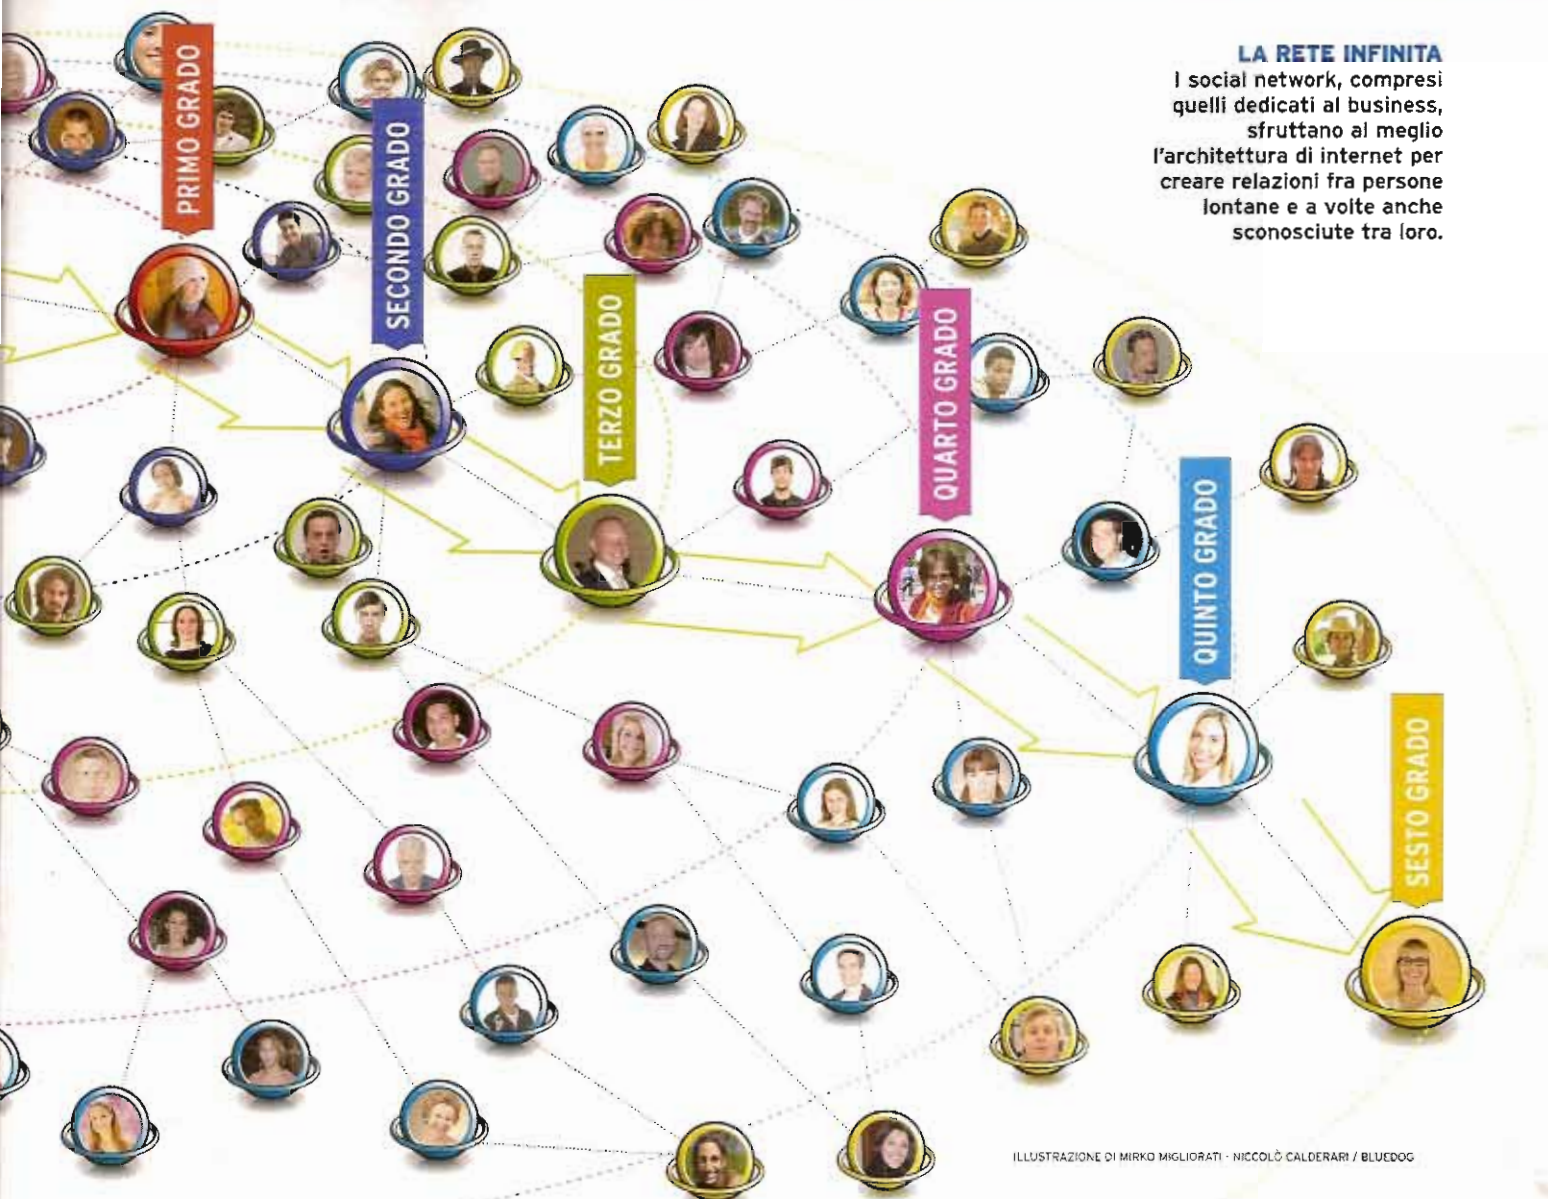 LA RETE INFINITA
I social network, compresi
quelli dedicati al business,
sfruttano al meglio
l'architettura di internet per
creare relazioni fra persone
lontane e a volte anche
sconosciute tra loro.
PRIMO GRADO
SECONDO GRADO
TERZO GRADO
QUARTO GRADO
QUINTO GRADO
SESTO GRADO
ILLUSTRAZIONE DI MIRKO MIGLIORATI - NICCOLÒ CALDERARI / BLUEDOG